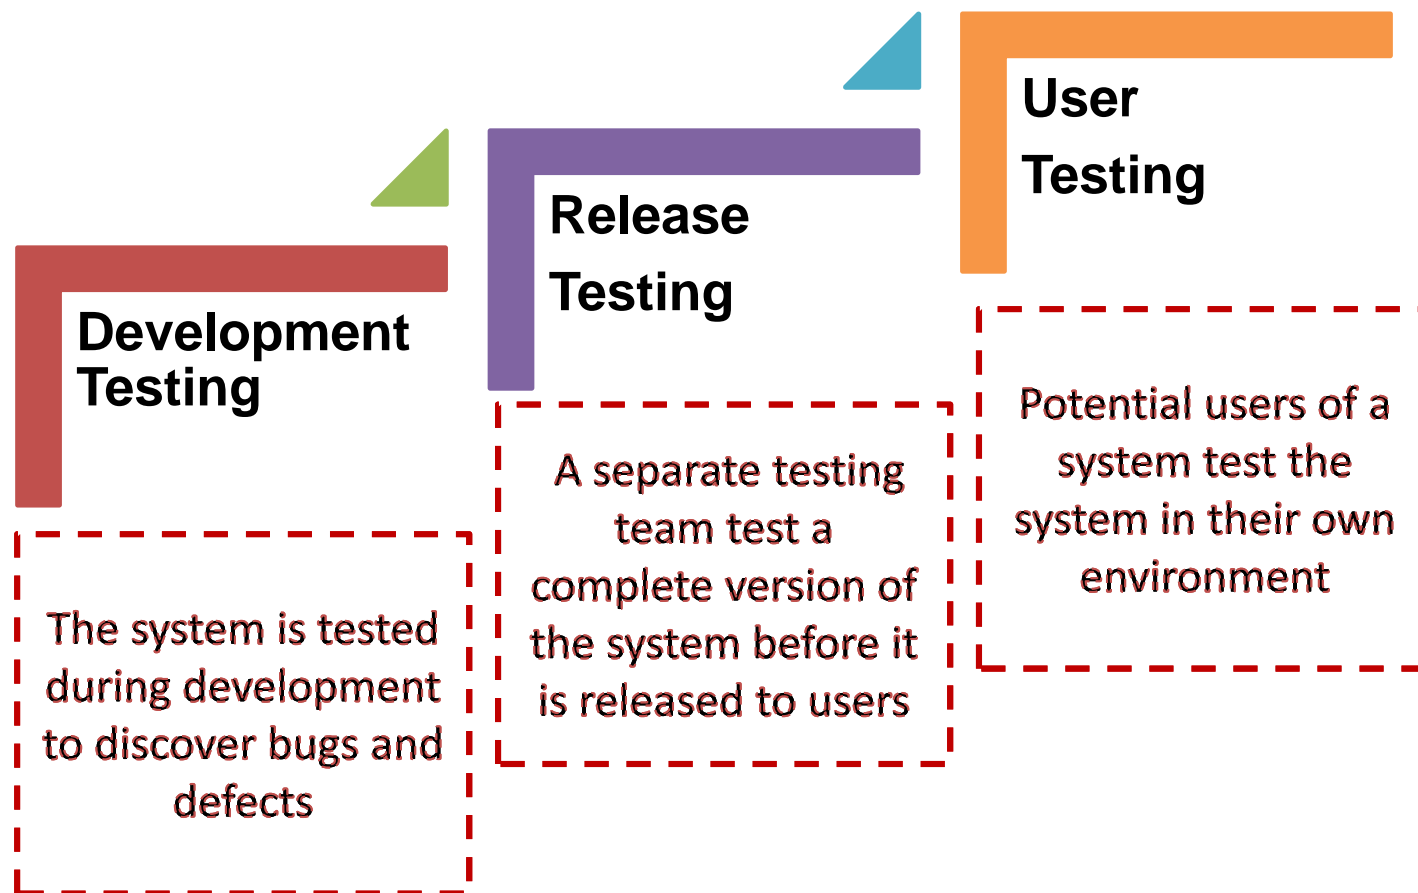 Development
Testing
The system is tested
during development
to discover bugs and
defects
Release
Testing
A separate testing
team test a
complete version of
the system before it
is released to users
User
Testing
Potential users of a
system test the
system in their own
environment